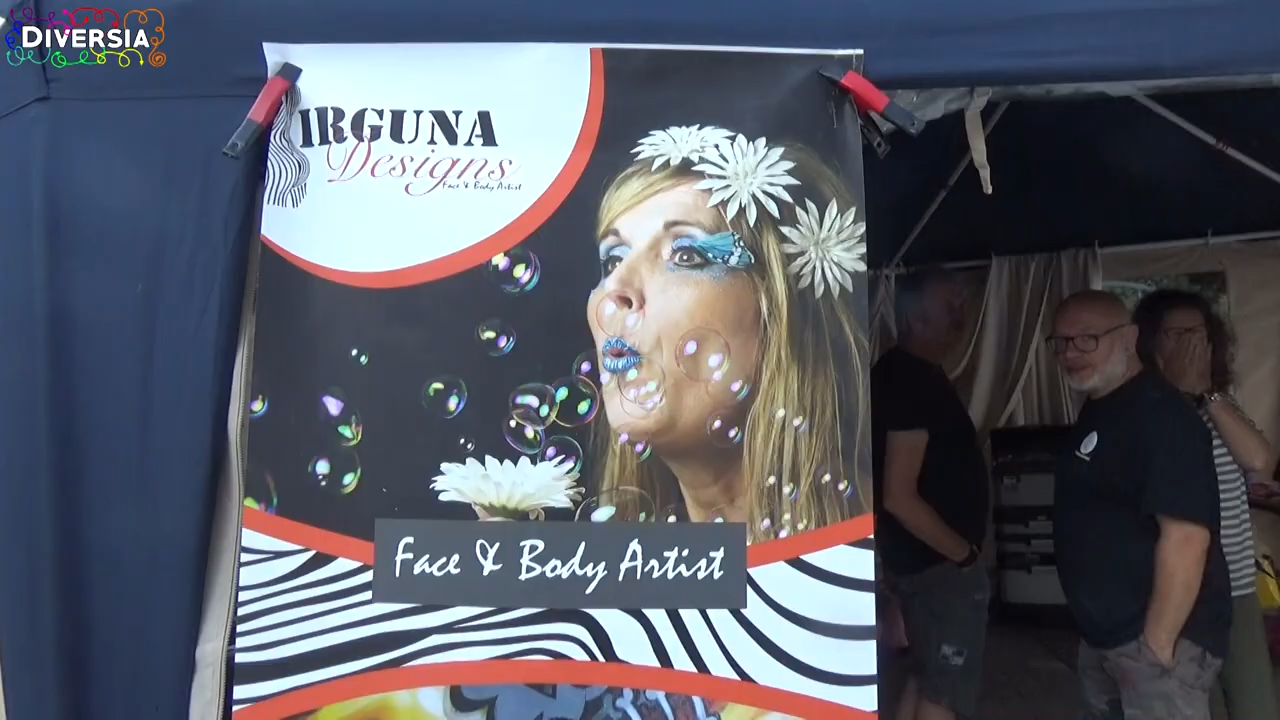 DIVERSIA
IRGUNA
Designs
Face & Body Artist
Face & Body Artist